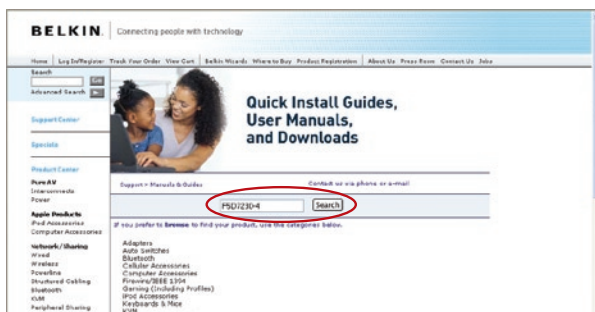 BELKIN.
Connecting people with technology
Home Log In/Register Track Your Order View Cart Belkin Wizards Where to Buy Product Registration About Us Press Room Contact Us Jobs
Search
Go
Advanced Search
Quick Install Guides,
User Manuals,
and Downloads
Support Center
Specials
Product Center
Pure AV
Interconnects
Power
Apple Products
iPod Accessories
Computer Accessories
Network/Sharing
Wired
Wireless
Powerline
Structured Cabling
Bluetooth
KVM
Peripheral Sharing
Support > Manuals & Guides
Contact us via phone or e-mail
F5D7230-4
Search
If you prefer to browse to find your product, use the categories below.
Adapters
Auto Switches
Bluetooth
Cellular Accessories
Computer Accessories
Firewire/IEEE 1394
Gaming (Including Profiles)
iPod Accessories
Keyboards & Mice
KVM